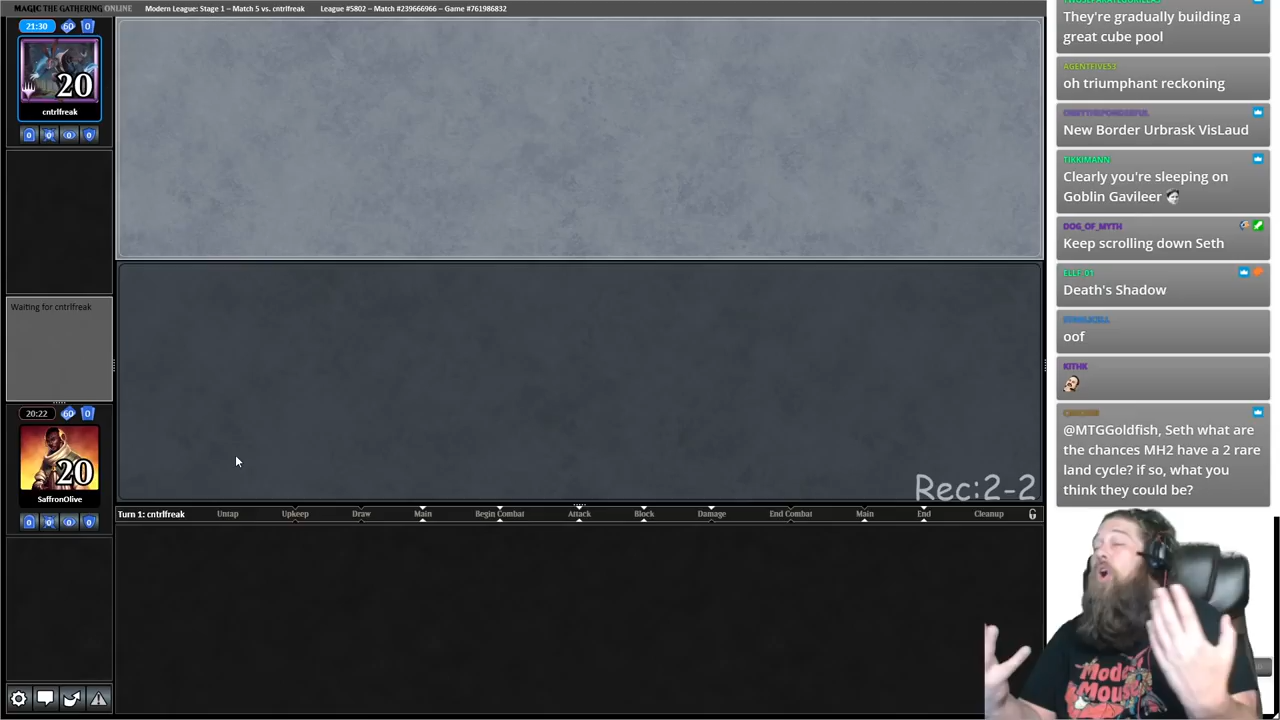 MAGIC THE GATHERING ONLINE
Modern League: Stage 1 – Match 5 vs. cntrlfreak
League #5802 – Match #239666966 – Game #761986832
21:30
60
0
20
cntrlfreak
0
0
0
0
Waiting for cntrlfreak
20:22
60
0
20
SaffronOlive
0
0
0
0
Rec:2-2
Turn 1: cntrlfreak
Untap
Upkeep
Draw
Main
Begin Combat
Attack
Block
Damage
End Combat
Main
End
Cleanup
They're gradually building a
great cube pool
AGENTFIVE53
oh triumphant reckoning
New Border Urbrask VisLaud
TIKKIMANN
Clearly you're sleeping on
Goblin Gavileer
DOG_OF_MYTH
Keep scrolling down Seth
Death's Shadow
oof
KITHK
@MTGGoldfish, Seth what are
the chances MH2 have a 2 rare
land cycle? if so, what you
think they could be?